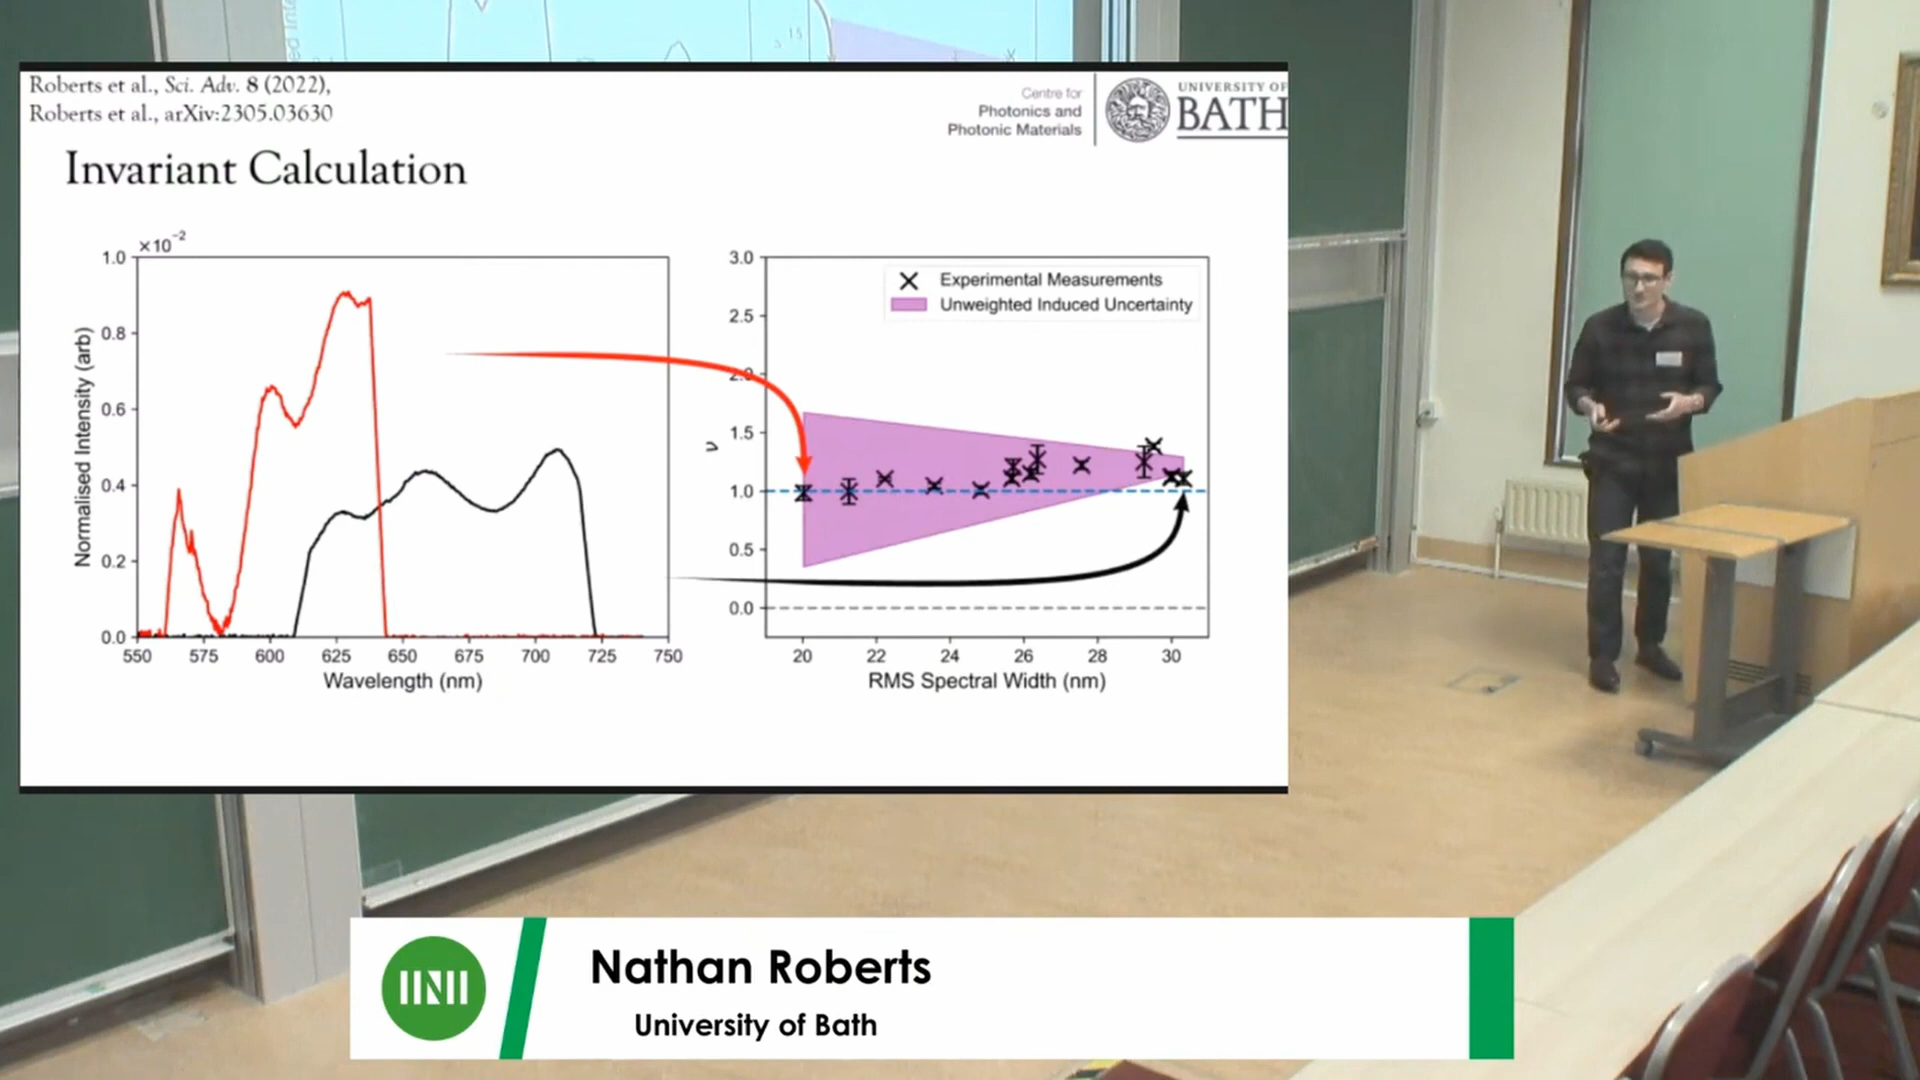 Roberts et al., Sci. Adv. 8 (2022),
Roberts et al., arXiv:2305.03630
Centre for
Photonics and
Photonic Materials
UNIVERSITY OF
BATH
Invariant Calculation
×10⁻²
1.0
0.8
0.6
0.4
0.2
0.0
Normalised Intensity (arb)
550 575 600 625 650 675 700 725 750
Wavelength (nm)
3.0
2.5
2.0
1.5
1.0
0.5
0.0
ν
Experimental Measurements
Unweighted Induced Uncertainty
20 22 24 26 28 30
RMS Spectral Width (nm)
Nathan Roberts
University of Bath